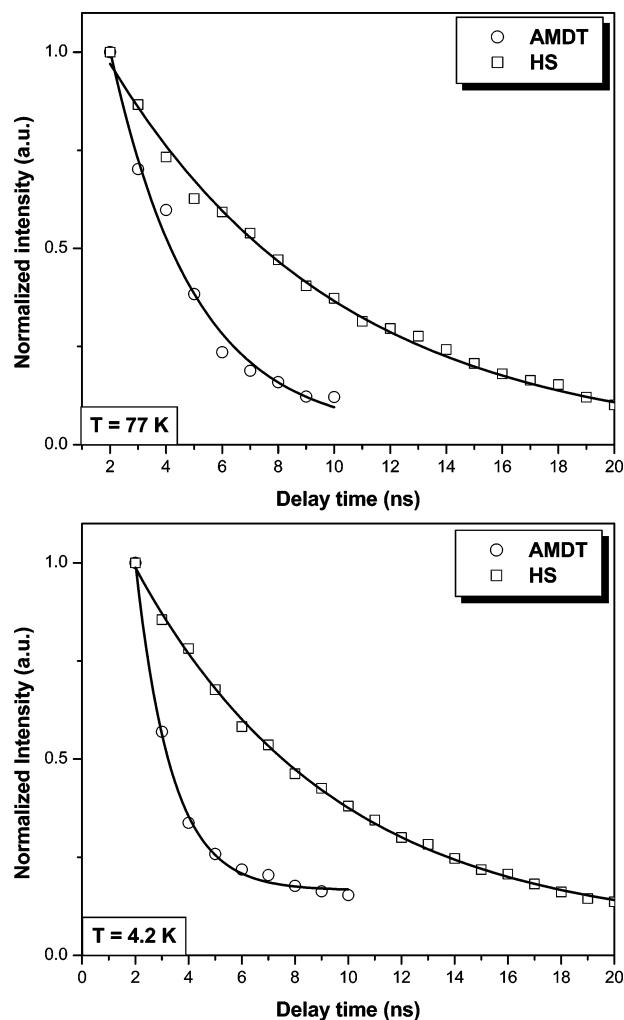 AMDT
HS
1.0
0.5
0.0
Normalized intensity (a.u.)
T = 77 K
2 4 6 8 10 12 14 16 18 20
Delay time (ns)
AMDT
HS
1.0
0.5
0.0
Normalized Intensity (a.u.)
T = 4.2 K
0 2 4 6 8 10 12 14 16 18 20
Delay time (ns)